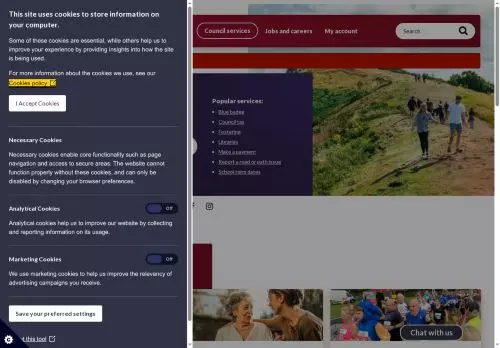 This site uses cookies to store information on
your computer.
Some of these cookies are essential, while others help us to
improve your experience by providing insights into how the site
is being used.
For more information about the cookies we use, see our
Cookies policy
I Accept Cookies
Necessary Cookies
Necessary cookies enable core functionality such as page
navigation and access to secure areas. The website cannot
function properly without these cookies, and can only be
disabled by changing your browser preferences.
Analytical Cookies
Off
Analytical cookies help us to improve our website by collecting
and reporting information on its usage.
Marketing Cookies
Off
We use marketing cookies to help us improve the relevancy of
advertising campaigns you receive.
Save your preferred settings
t this tool
Council services
Jobs and careers
My account
Search
Popular services:
Blue badge
Council tax
Fostering
Libraries
Make a payment
Report a road or path issue
School term dates
Chat with us